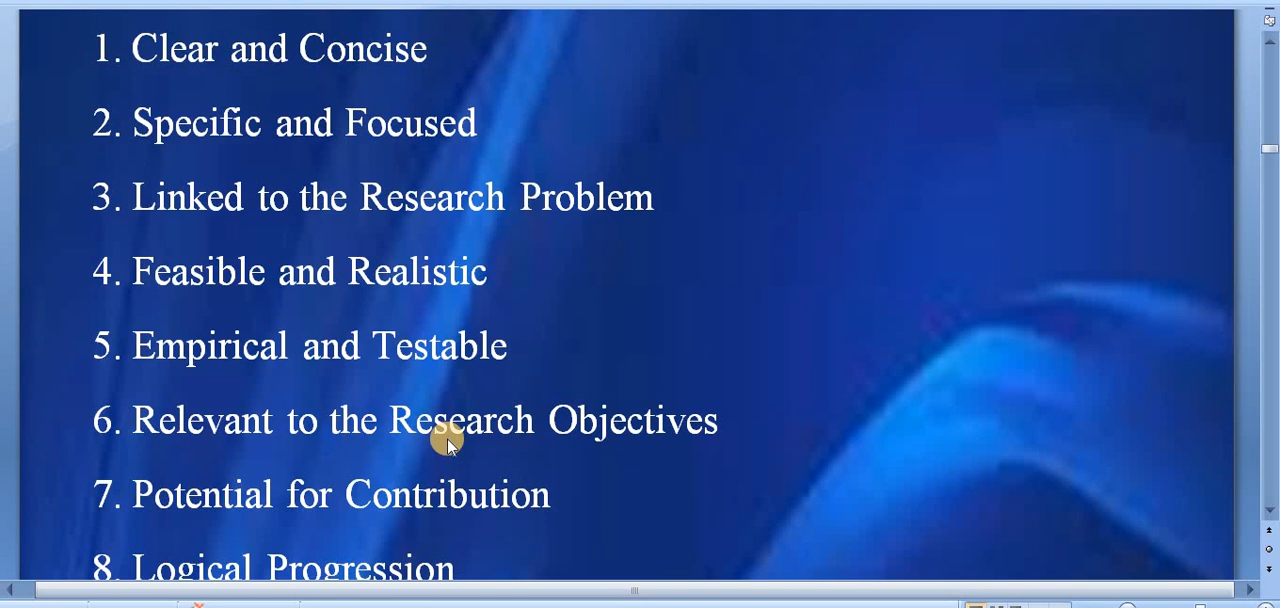 1. Clear and Concise
2. Specific and Focused
3. Linked to the Research Problem
4. Feasible and Realistic
5. Empirical and Testable
6. Relevant to the Research Objectives
7. Potential for Contribution
8. Logical Progression